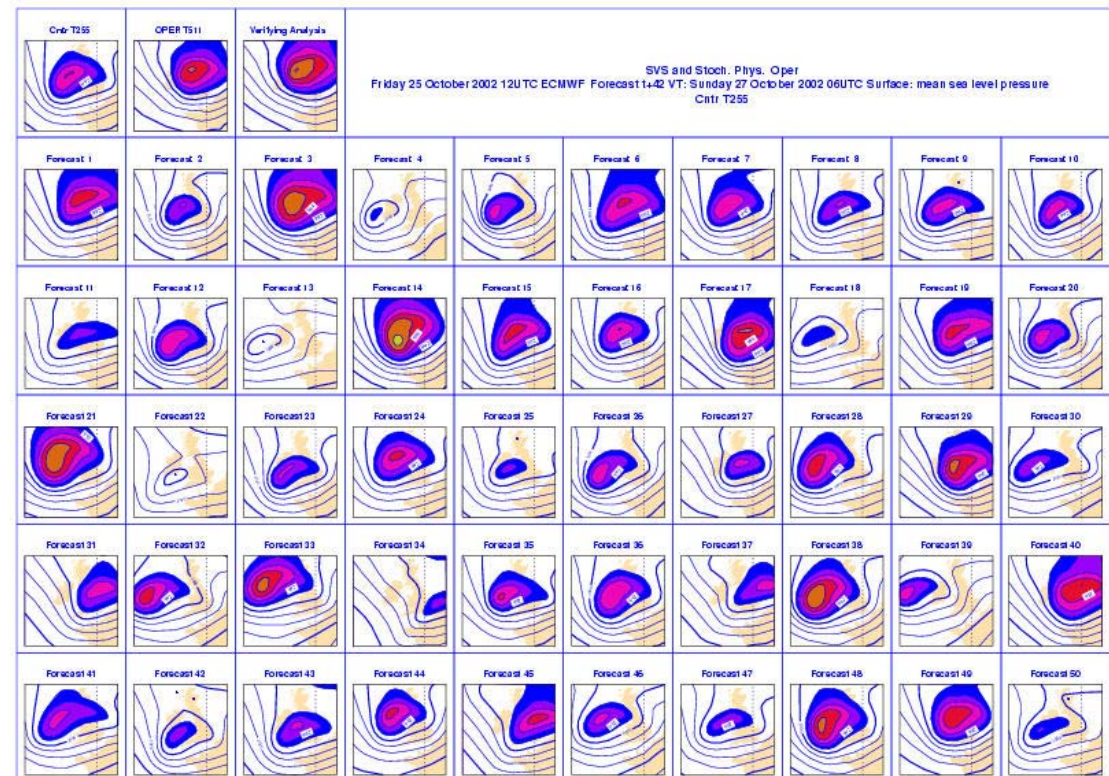 Cntr T255
OPER T511
Verifying Analysis
SVS and Stoch. Phys. Oper
Friday 25 October 2002 12UTC ECMWF Forecast t+42 VT: Sunday 27 October 2002 06UTC Surface: mean sea level pressure
Cntr T255
Forecast 1
Forecast 2
Forecast 3
Forecast 4
Forecast 5
Forecast 6
Forecast 7
Forecast 8
Forecast 9
Forecast 10
Forecast 11
Forecast 12
Forecast 13
Forecast 14
Forecast 15
Forecast 16
Forecast 17
Forecast 18
Forecast 19
Forecast 20
Forecast 21
Forecast 22
Forecast 23
Forecast 24
Forecast 25
Forecast 26
Forecast 27
Forecast 28
Forecast 29
Forecast 30
Forecast 31
Forecast 32
Forecast 33
Forecast 34
Forecast 35
Forecast 36
Forecast 37
Forecast 38
Forecast 39
Forecast 40
Forecast 41
Forecast 42
Forecast 43
Forecast 44
Forecast 45
Forecast 46
Forecast 47
Forecast 48
Forecast 49
Forecast 50